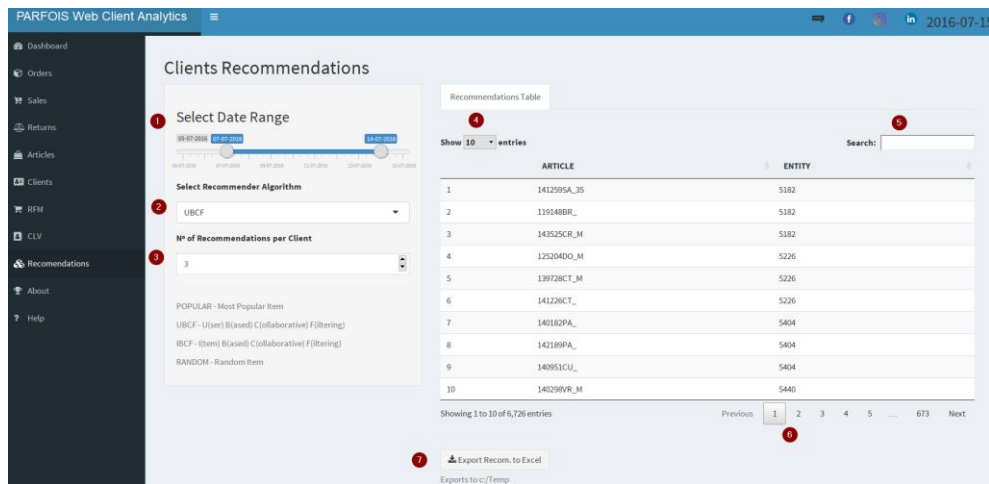 PARFOIS Web Client Analytics
2016-07-15
Dashboard
Orders
Sales
Returns
Articles
Clients
RFM
CLV
Recomendations
About
? Help
Clients Recommendations
1
Select Date Range
05-07-2016 07-07-2016 14-07-2016
Select Recommender Algorithm
2
UBCF
Nº of Recommendations per Client
3
3
POPULAR - Most Popular Item
UBCF - U(ser) B(ased) C(ollaborative) F(iltering)
IBCF - I(tem) B(ased) C(ollaborative) F(iltering)
RANDOM - Random Item
Recommendations Table
4
5
Show 10 entries
Search:
ARTICLE ENTITY
1 141259SA_35 5182
2 119148BR_ 5182
3 143525CR_M 5182
4 125204DO_M 5226
5 139728CT_M 5226
6 141226CT_ 5226
7 140182PA_ 5404
8 142189PA_ 5404
9 140951CU_ 5404
10 140298VR_M 5440
Showing 1 to 10 of 6,726 entries
Previous 1 2 3 4 5 ... 673 Next
6
7
Export Recom. to Excel
Exports to c:/Temp